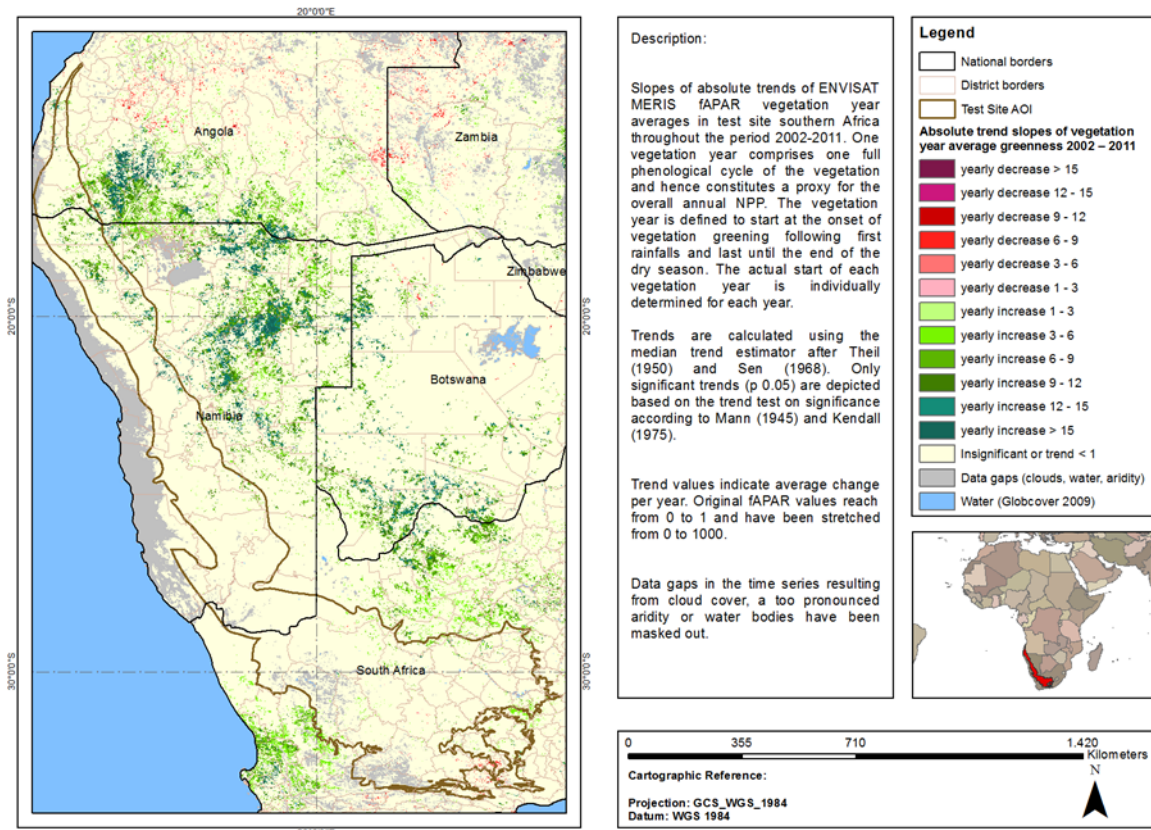 20°0'0"E
20°0'0"S
30°0'0"S
Angola
Zambia
Zimbabwe
Botswana
Namibia
South Africa
20°0'0"S
30°0'0"S
Description:
Slopes of absolute trends of ENVISAT
MERIS fAPAR vegetation year
averages in test site southern Africa
throughout the period 2002-2011. One
vegetation year comprises one full
phenological cycle of the vegetation
and hence constitutes a proxy for the
overall annual NPP. The vegetation
year is defined to start at the onset of
vegetation greening following first
rainfalls and last until the end of the
dry season. The actual start of each
vegetation year is individually
determined for each year.
Trends are calculated using the
median trend estimator after Theil
(1950) and Sen (1968). Only
significant trends (p 0.05) are depicted
based on the trend test on significance
according to Mann (1945) and Kendall
(1975).
Trend values indicate average change
per year. Original fAPAR values reach
from 0 to 1 and have been stretched
from 0 to 1000.
Data gaps in the time series resulting
from cloud cover, a too pronounced
aridity or water bodies have been
masked out.
Legend
National borders
District borders
Test Site AOI
Absolute trend slopes of vegetation
year average greenness 2002 – 2011
yearly decrease > 15
yearly decrease 12 - 15
yearly decrease 9 - 12
yearly decrease 6 - 9
yearly decrease 3 - 6
yearly decrease 1 - 3
yearly increase 1 - 3
yearly increase 3 - 6
yearly increase 6 - 9
yearly increase 9 - 12
yearly increase 12 - 15
yearly increase > 15
Insignificant or trend < 1
Data gaps (clouds, water, aridity)
Water (Globcover 2009)
0 355 710 1.420
Kilometers
N
Cartographic Reference:
Projection: GCS_WGS_1984
Datum: WGS 1984